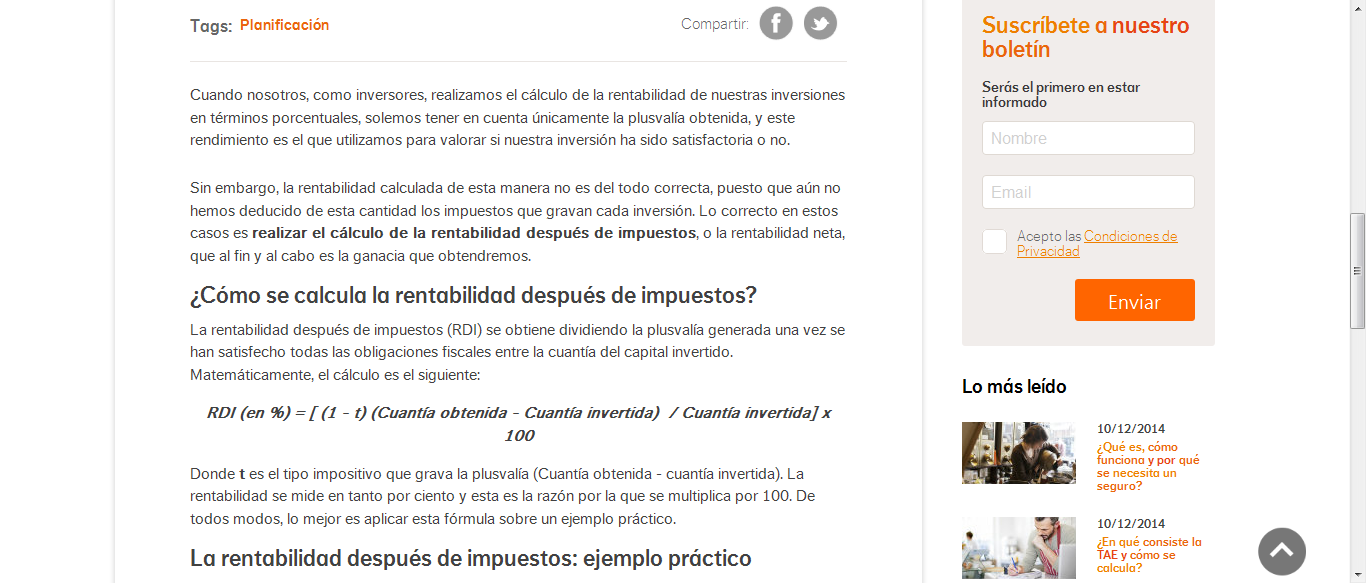 Tags: Planificación
Compartir:
Cuando nosotros, como inversores, realizamos el cálculo de la rentabilidad de nuestras inversiones
en términos porcentuales, solemos tener en cuenta únicamente la plusvalía obtenida, y este
rendimiento es el que utilizamos para valorar si nuestra inversión ha sido satisfactoria o no.
Sin embargo, la rentabilidad calculada de esta manera no es del todo correcta, puesto que aún no
hemos deducido de esta cantidad los impuestos que gravan cada inversión. Lo correcto en estos
casos es realizar el cálculo de la rentabilidad después de impuestos, o la rentabilidad neta,
que al fin y al cabo es la ganacia que obtendremos.
¿Cómo se calcula la rentabilidad después de impuestos?
La rentabilidad después de impuestos (RDI) se obtiene dividiendo la plusvalía generada una vez se
han satisfecho todas las obligaciones fiscales entre la cuantía del capital invertido.
Matemáticamente, el cálculo es el siguiente:
RDI (en %) = [ (1 - t) (Cuantía obtenida - Cuantía invertida) / Cuantía invertida] x
100
Donde t es el tipo impositivo que grava la plusvalía (Cuantía obtenida - cuantía invertida). La
rentabilidad se mide en tanto por ciento y esta es la razón por la que se multiplica por 100. De
todos modos, lo mejor es aplicar esta fórmula sobre un ejemplo práctico.
La rentabilidad después de impuestos: ejemplo práctico
Suscríbete a nuestro
boletín
Serás el primero en estar
informado
Nombre
Email
Acepto las Condiciones de
Privacidad
Enviar
Lo más leído
10/12/2014
¿Qué es, cómo
funciona y por qué
se necesita un
seguro?
10/12/2014
¿En qué consiste la
TAE y cómo se
calcula?